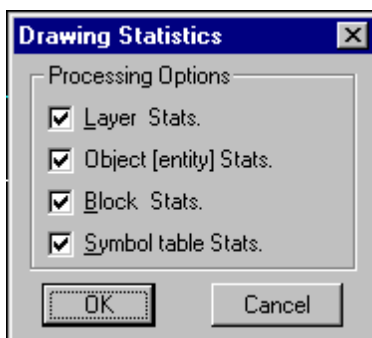 Drawing Statistics
Processing Options
Layer Stats.
Object [entity] Stats.
Block Stats.
Symbol table Stats.
OK Cancel